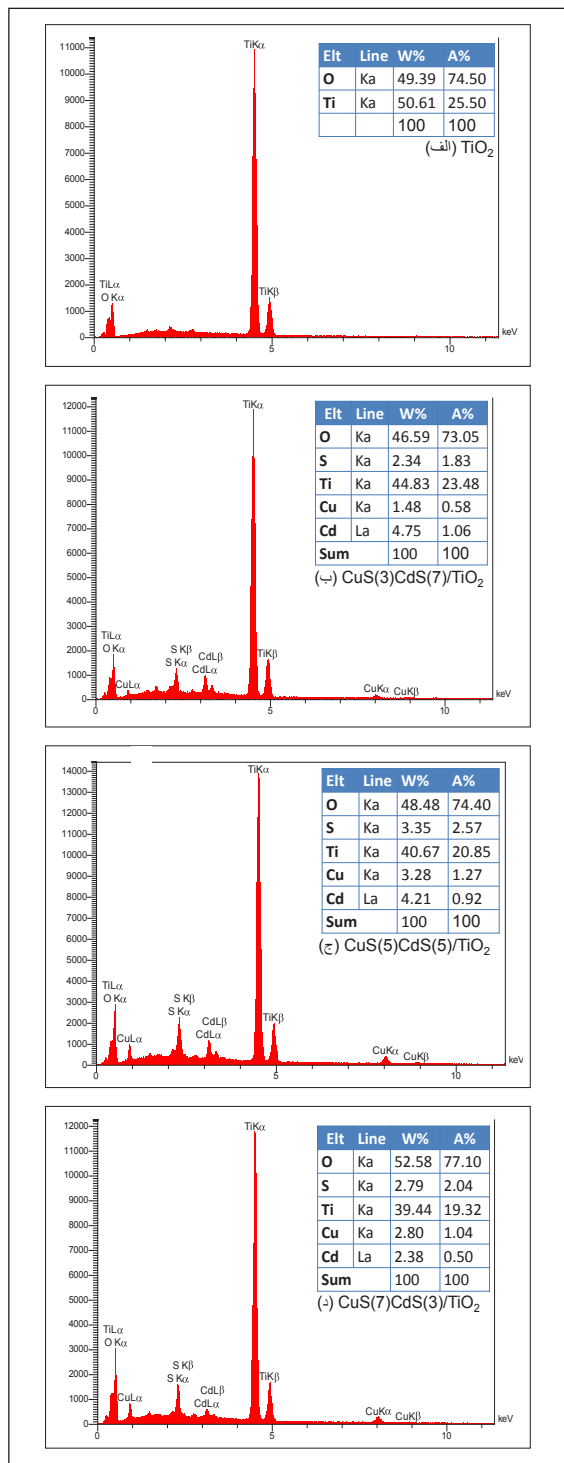 11000
10000
9000
8000
7000
6000
5000
4000
3000
2000
1000
0
TiLα
O Kα
TiKα
TiKβ
0
5
10
keV
Elt Line W% A%
O Ka 49.39 74.50
Ti Ka 50.61 25.50
100 100
(الف) TiO₂
12000
11000
10000
9000
8000
7000
6000
5000
4000
3000
2000
1000
0
TiLα
O Kα
CuLα
S Kβ
S Kα
CdLβ
CdLα
TiKα
TiKβ
CuKα
CuKβ
0
5
10
keV
Elt Line W% A%
O Ka 46.59 73.05
S Ka 2.34 1.83
Ti Ka 44.83 23.48
Cu Ka 1.48 0.58
Cd La 4.75 1.06
Sum 100 100
(ب) CuS(3)CdS(7)/TiO₂
14000
13000
12000
11000
10000
9000
8000
7000
6000
5000
4000
3000
2000
1000
0
TiLα
O Kα
CuLα
S Kβ
S Kα
CdLβ
CdLα
TiKα
TiKβ
CuKα
CuKβ
0
5
10
keV
Elt Line W% A%
O Ka 48.48 74.40
S Ka 3.35 2.57
Ti Ka 40.67 20.85
Cu Ka 3.28 1.27
Cd La 4.21 0.92
Sum 100 100
(ج) CuS(5)CdS(5)/TiO₂
12000
11000
10000
9000
8000
7000
6000
5000
4000
3000
2000
1000
0
TiLα
O Kα
CuLα
S Kβ
S Kα
CdLβ
CdLα
TiKα
TiKβ
CuKα
CuKβ
0
5
10
keV
Elt Line W% A%
O Ka 52.58 77.10
S Ka 2.79 2.04
Ti Ka 39.44 19.32
Cu Ka 2.80 1.04
Cd La 2.38 0.50
Sum 100 100
(د) CuS(7)CdS(3)/TiO₂